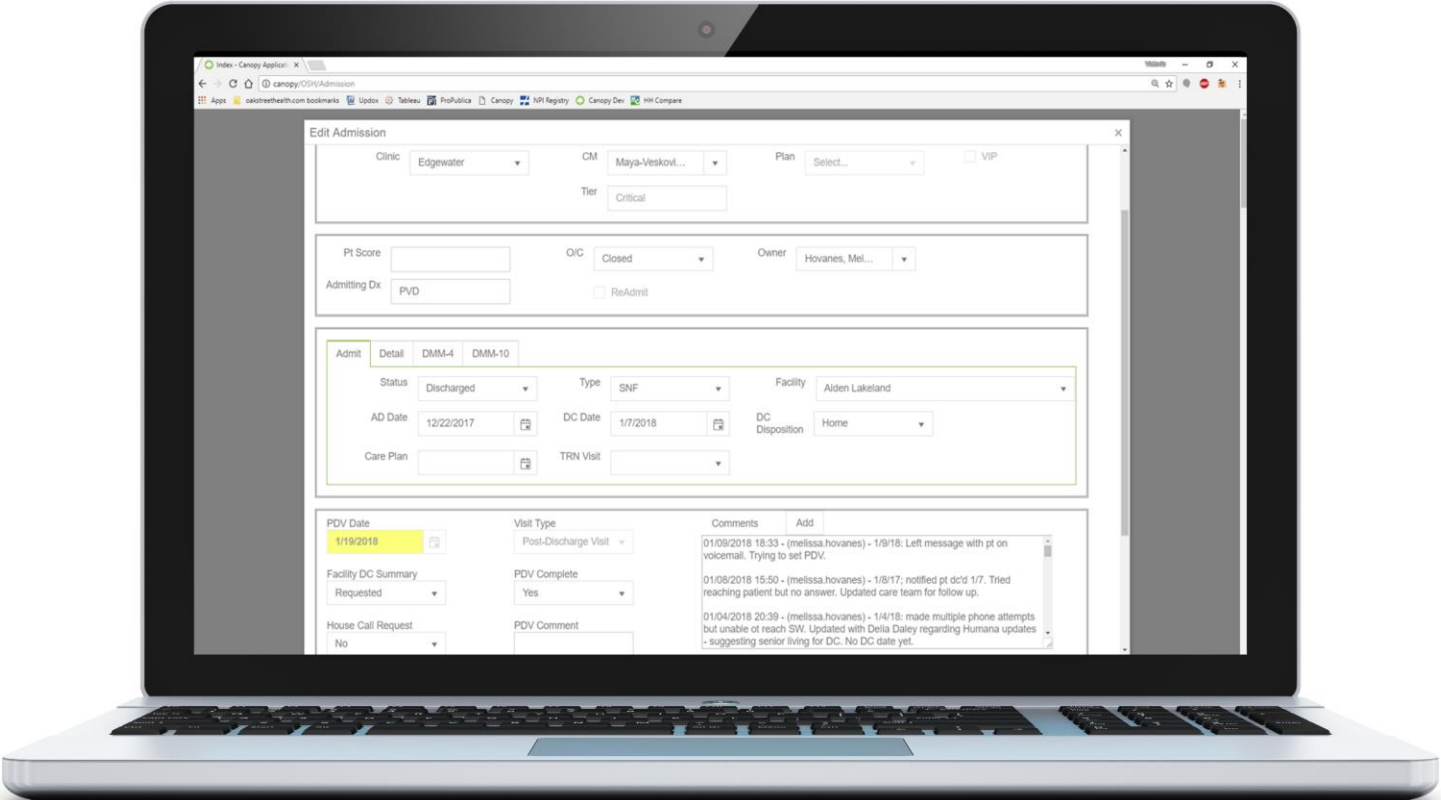 Index - Canopy Applicati X
Victoria
canopy/OSH/Admission
Apps oakstreethealth.com bookmarks Updox Tableau ProPublica Canopy NPI Registry Canopy Dev HH Compare
Edit Admission
Clinic Edgewater CM Maya-Veskovi... Plan Select... VIP
Tier Critical
Pt Score O/C Closed Owner Hovanes, Mel...
Admitting Dx PVD ReAdmit
Admit Detail DMM-4 DMM-10
Status Discharged Type SNF Facility Alden Lakeland
AD Date 12/22/2017 DC Date 1/7/2018 DC Disposition Home
Care Plan TRN Visit
PDV Date Visit Type Comments Add
1/19/2018 Post-Discharge Visit
01/09/2018 18:33 - (melissa.hovanes) - 1/9/18: Left message with pt on
voicemail. Trying to set PDV.
Facility DC Summary PDV Complete
Requested Yes
01/08/2018 15:50 - (melissa.hovanes) - 1/8/17; notified pt dc'd 1/7. Tried
reaching patient but no answer. Updated care team for follow up.
House Call Request PDV Comment
No
01/04/2018 20:39 - (melissa.hovanes) - 1/4/18: made multiple phone attempts
but unable ot reach SW. Updated with Delia Daley regarding Humana updates
- suggesting senior living for DC. No DC date yet.